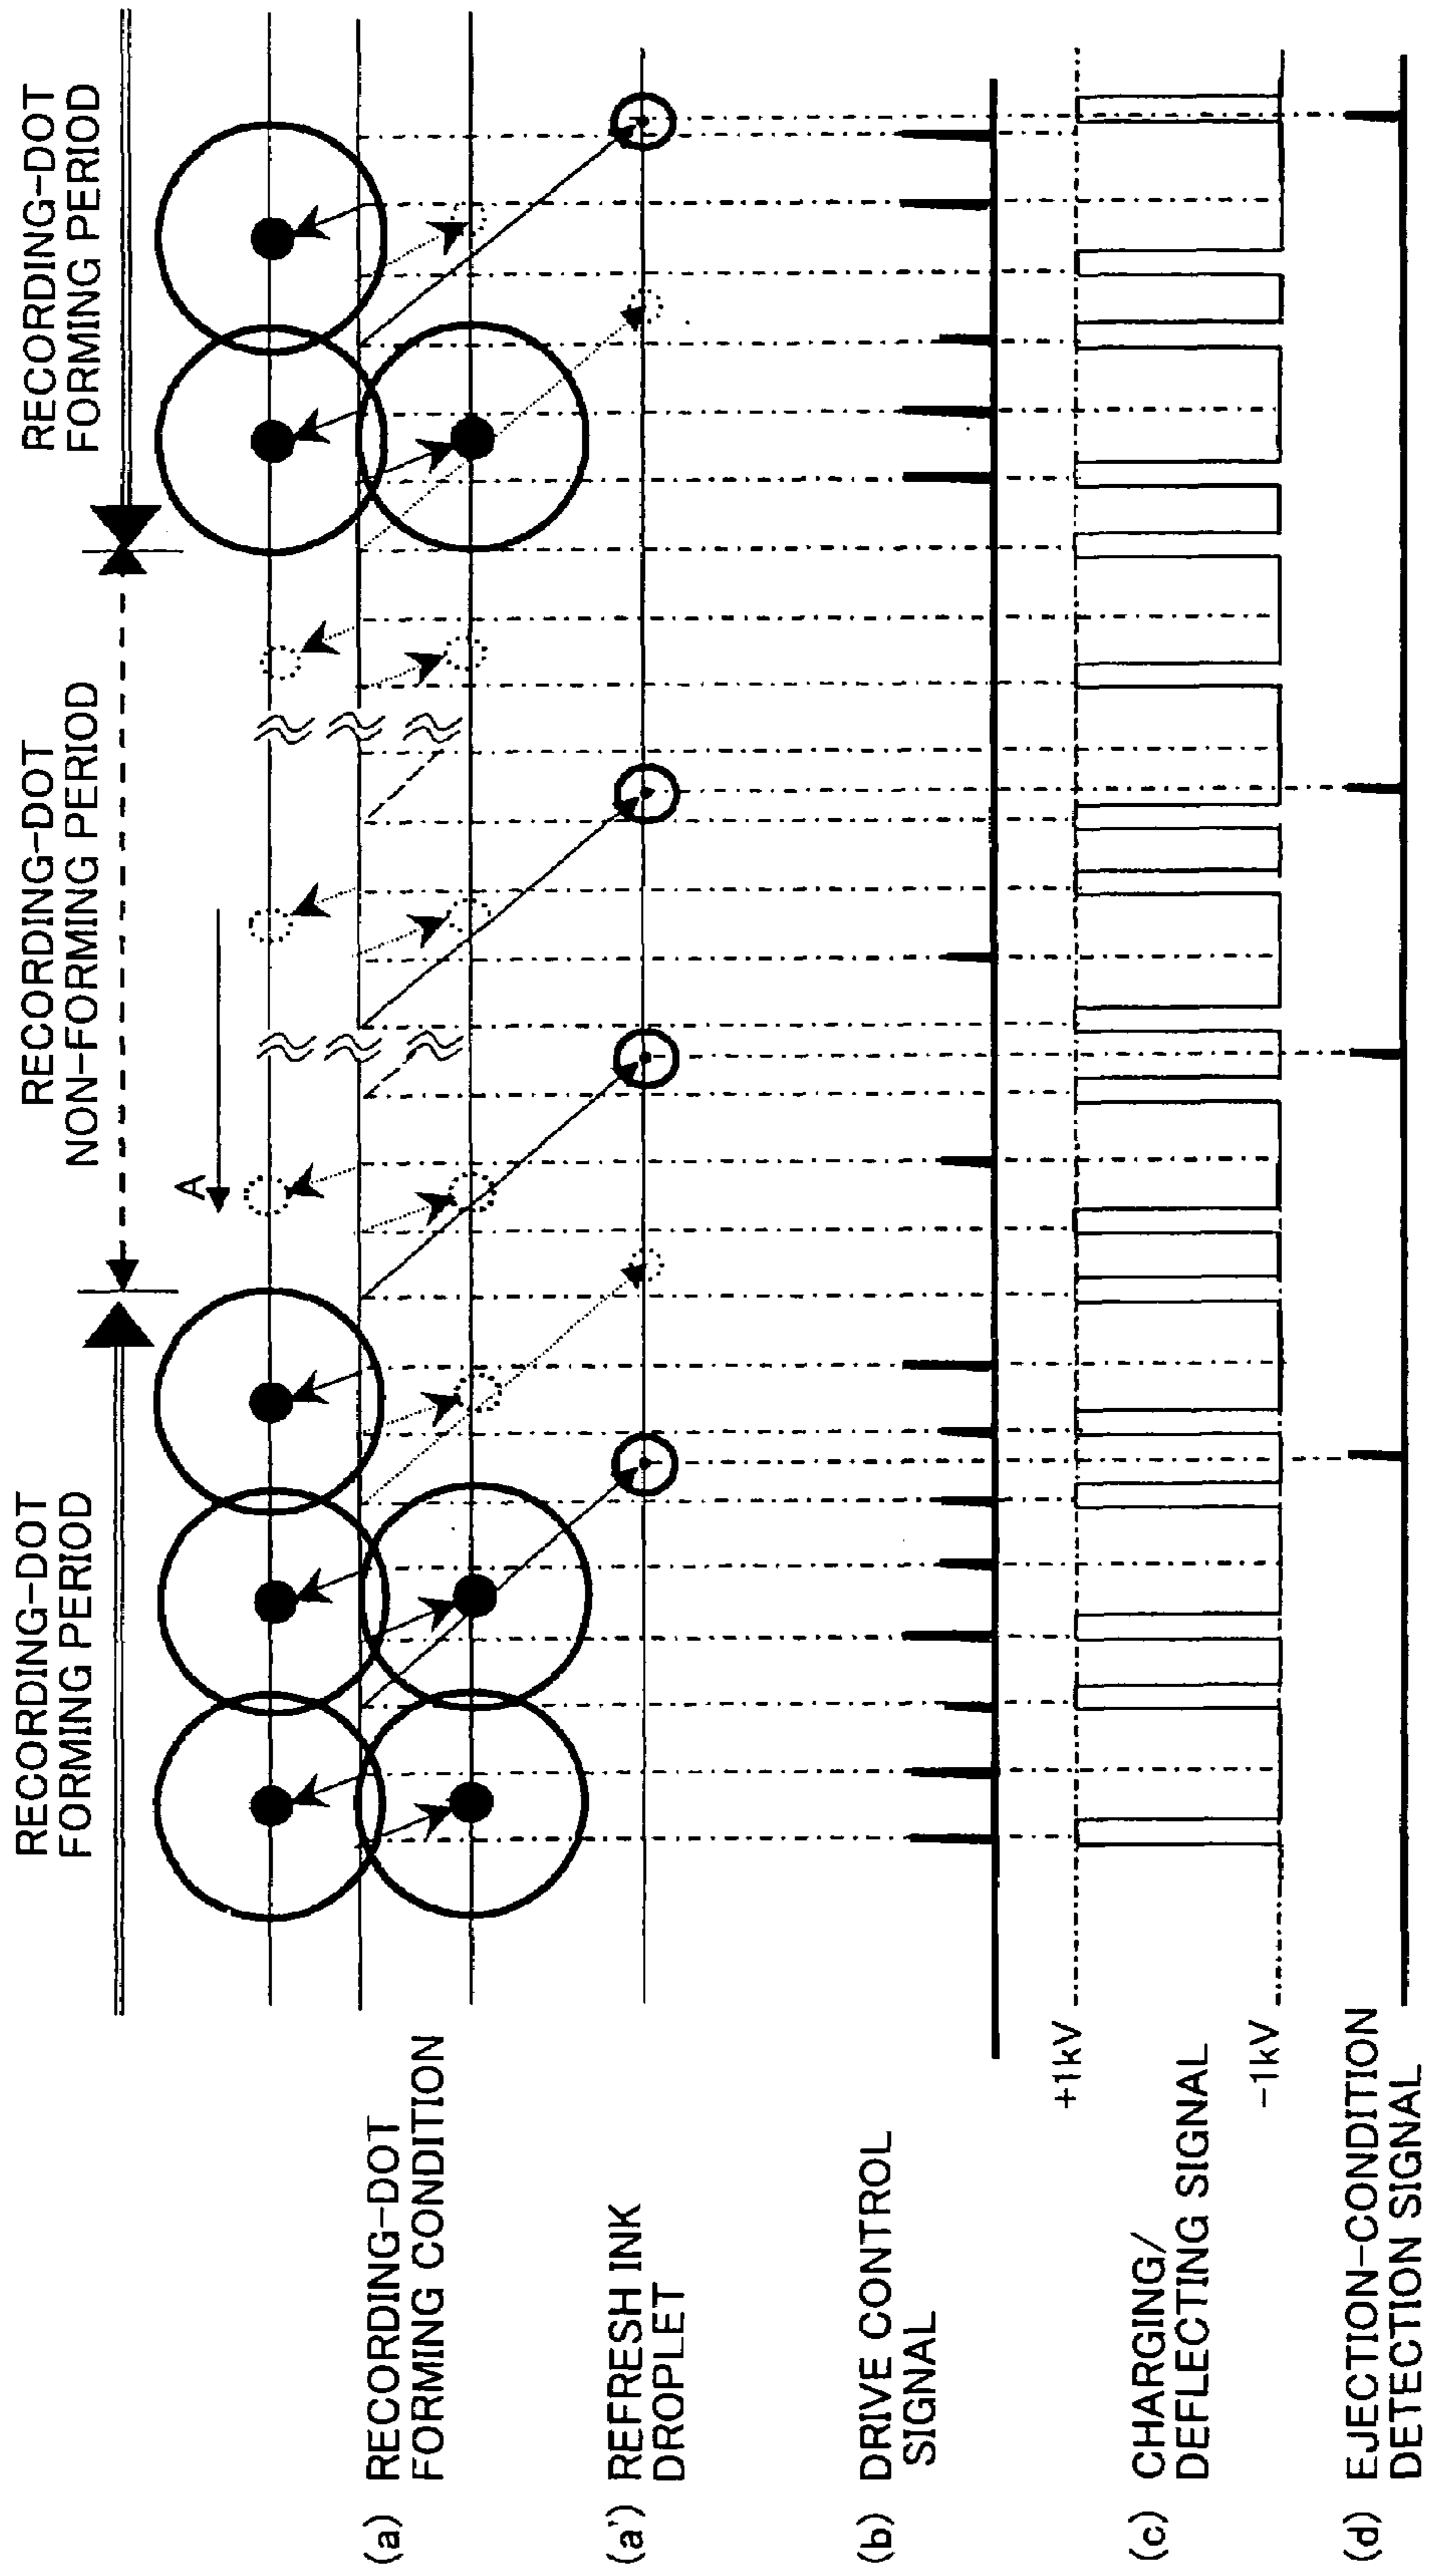 RECORDING-DOT
FORMING PERIOD
RECORDING-DOT
NON-FORMING PERIOD
RECORDING-DOT
FORMING PERIOD
A
(a) RECORDING-DOT
FORMING CONDITION
(a') REFRESH INK
DROPLET
(b) DRIVE CONTROL
SIGNAL
+1kV
(c) CHARGING/
DEFLECTING SIGNAL
-1kV
(d) EJECTION-CONDITION
DETECTION SIGNAL